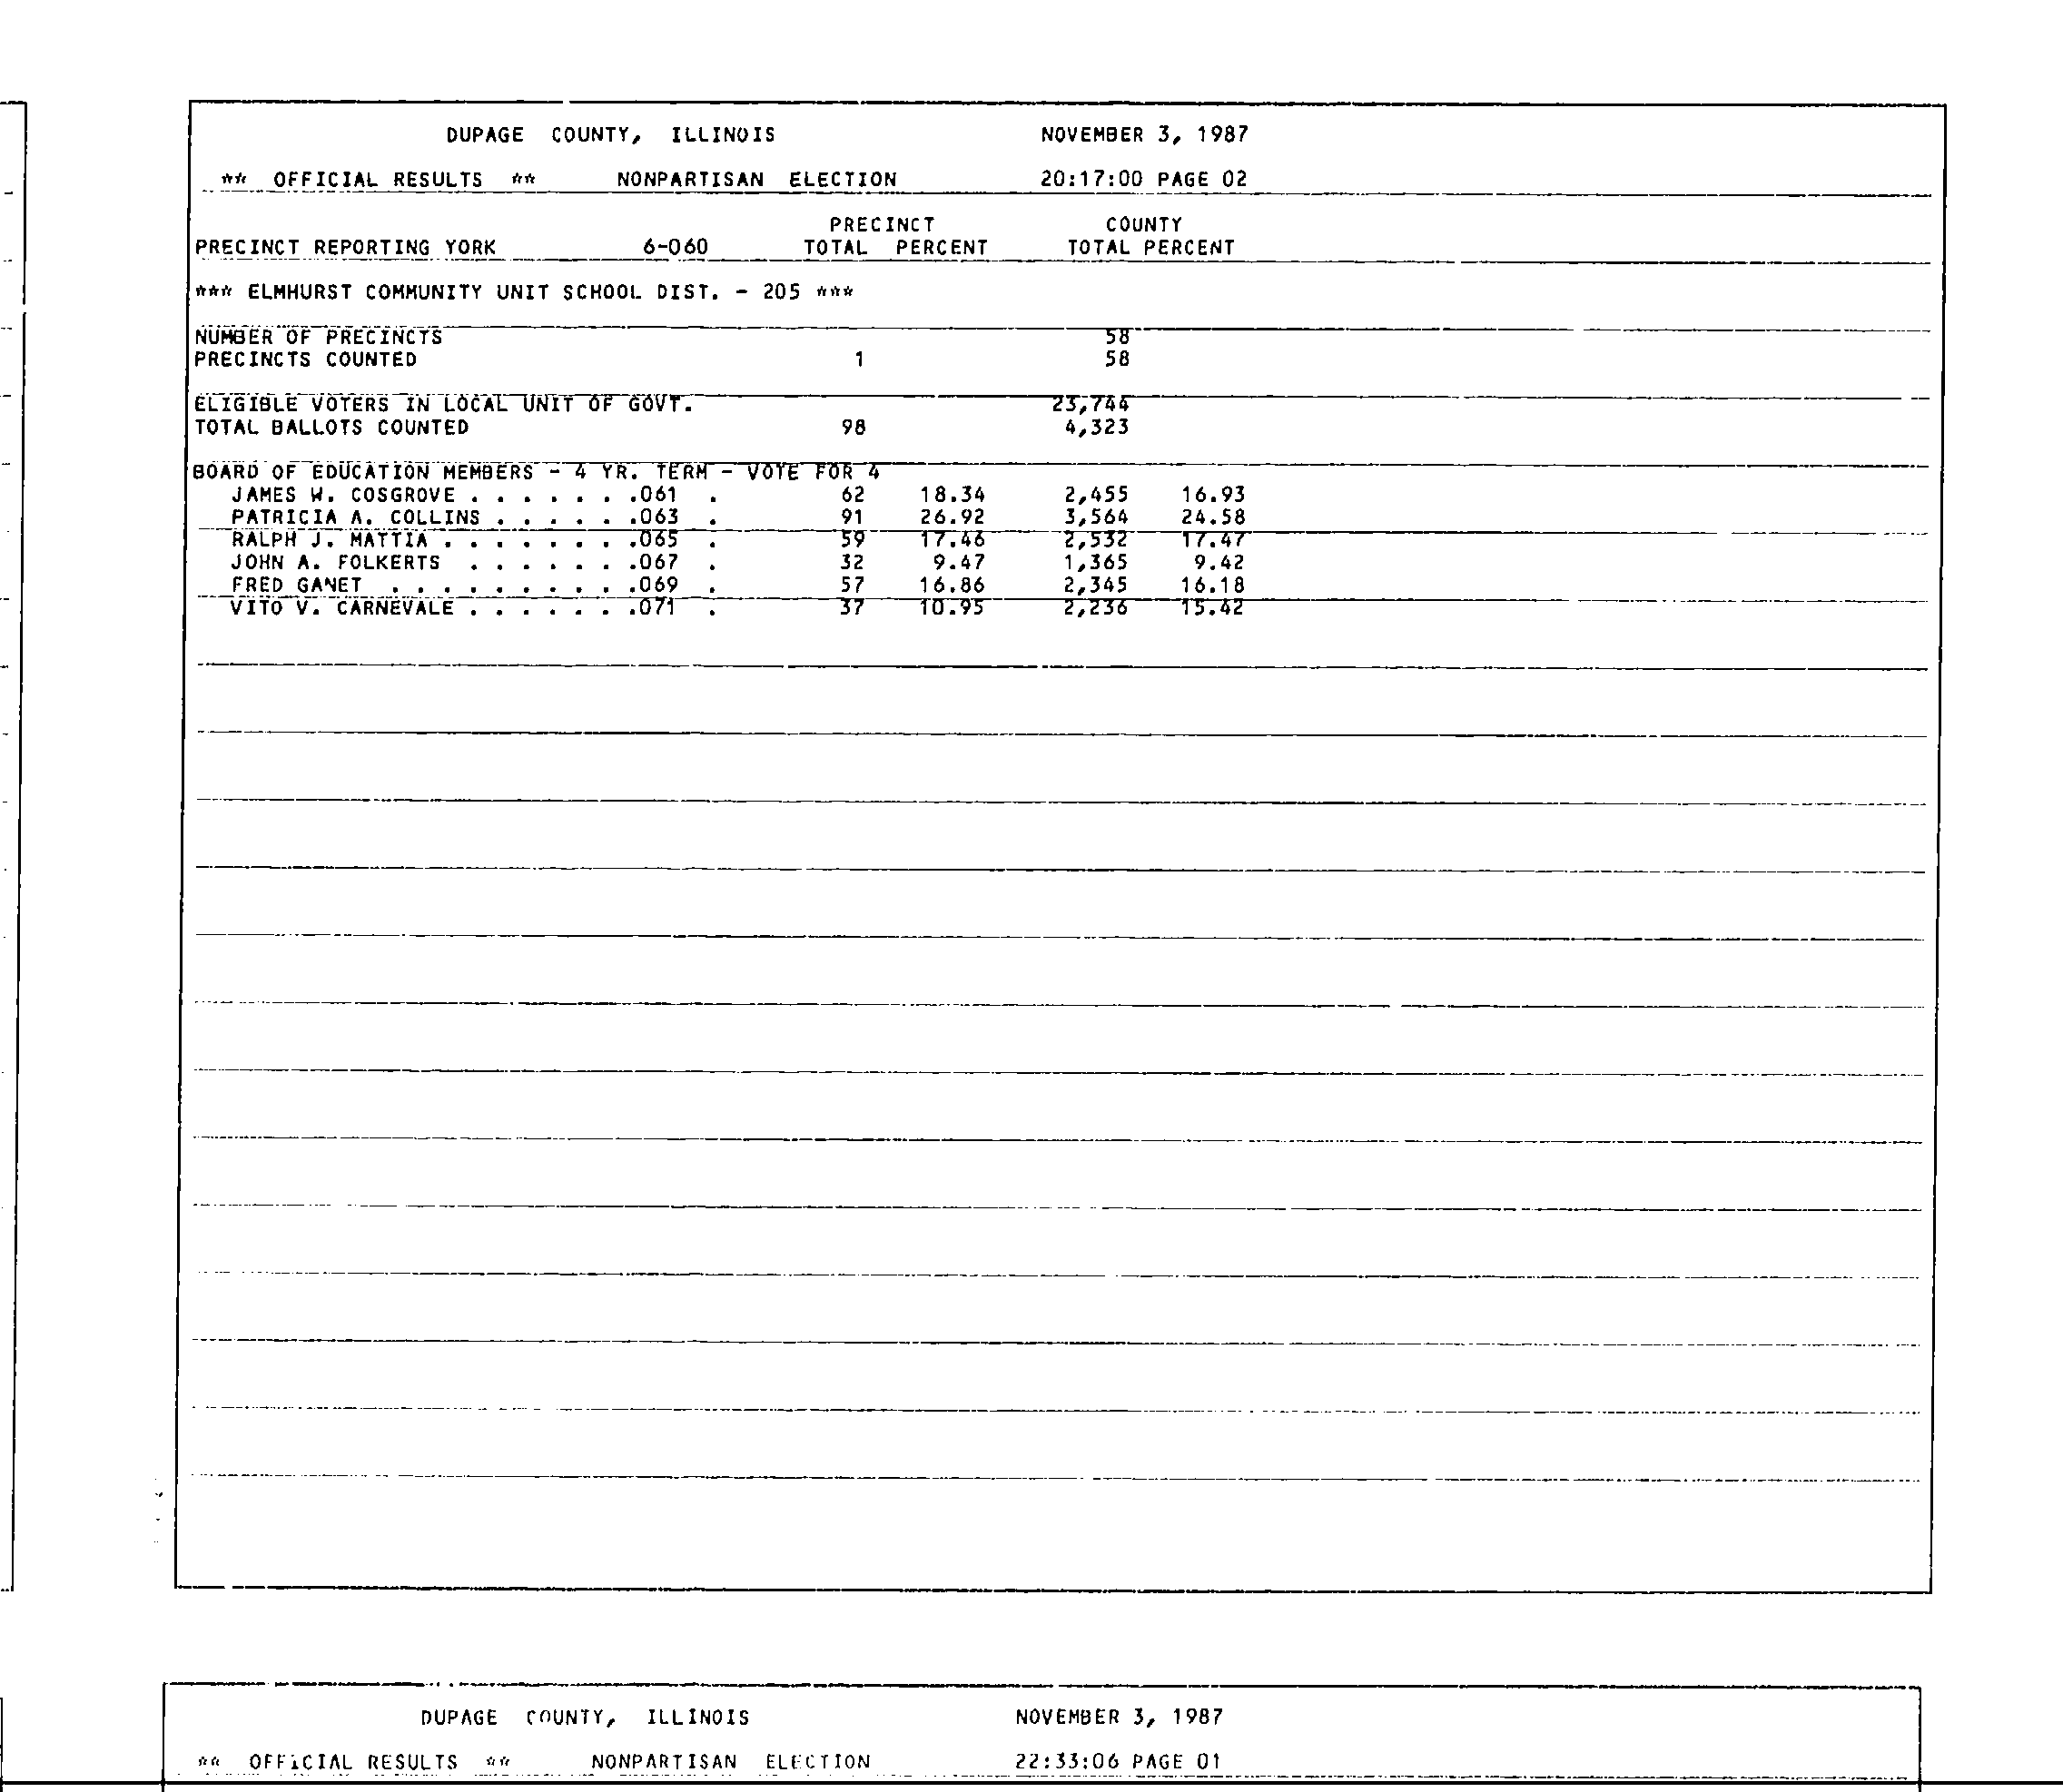 DUPAGE COUNTY, ILLINOIS NOVEMBER 3, 1987
** OFFICIAL RESULTS ** NONPARTISAN ELECTION 20:17:00 PAGE 02
PRECINCT COUNTY
PRECINCT REPORTING YORK 6-060 TOTAL PERCENT TOTAL PERCENT
*** ELMHURST COMMUNITY UNIT SCHOOL DIST. - 205 ***
NUMBER OF PRECINCTS 58
PRECINCTS COUNTED 1 58
ELIGIBLE VOTERS IN LOCAL UNIT OF GOVT. 23,744
TOTAL BALLOTS COUNTED 98 4,323
BOARD OF EDUCATION MEMBERS - 4 YR. TERM - VOTE FOR 4
JAMES W. COSGROVE . . . . . . .061 . 62 18.34 2,455 16.93
PATRICIA A. COLLINS . . . . . .063 . 91 26.92 3,564 24.58
RALPH J. MATTIA . . . . . . . .065 . 59 17.46 2,532 17.47
JOHN A. FOLKERTS . . . . . . .067 . 32 9.47 1,365 9.42
FRED GANET . . . . . . . . . .069 . 57 16.86 2,345 16.18
VITO V. CARNEVALE . . . . . . .071 . 37 10.95 2,236 15.42
DUPAGE COUNTY, ILLINOIS NOVEMBER 3, 1987
** OFFICIAL RESULTS ** NONPARTISAN ELECTION 22:33:06 PAGE 01